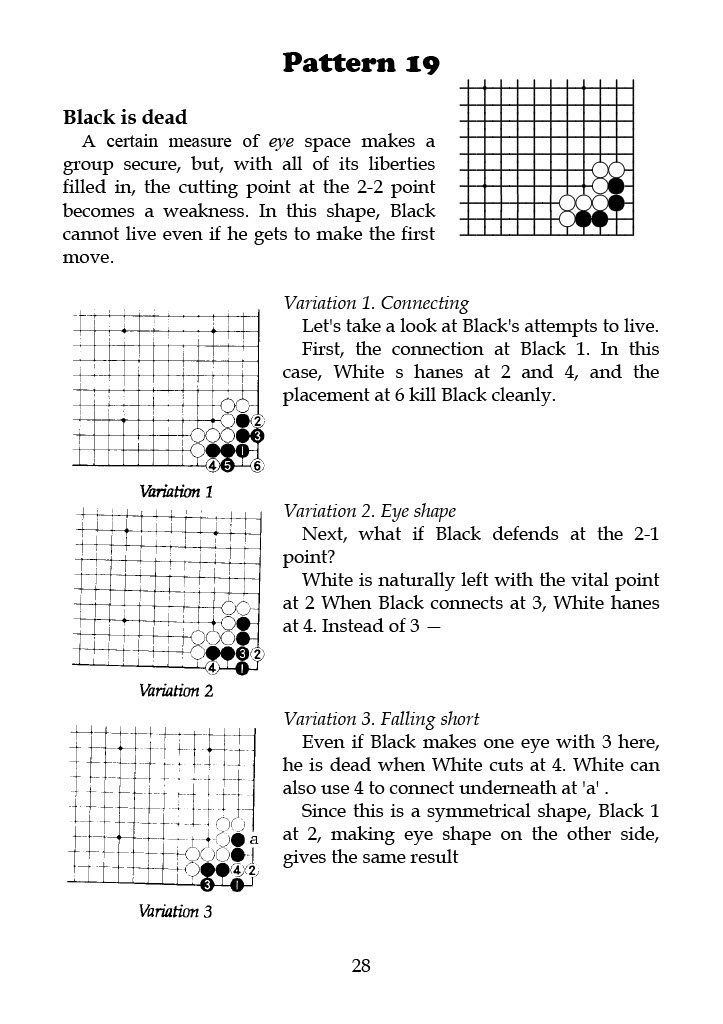 Pattern 19
Black is dead
A certain measure of eye space makes a
group secure, but, with all of its liberties
filled in, the cutting point at the 2-2 point
becomes a weakness. In this shape, Black
cannot live even if he gets to make the first
move.
Variation 1. Connecting
Let's take a look at Black's attempts to live.
First, the connection at Black 1. In this
case, White s hanes at 2 and 4, and the
placement at 6 kill Black cleanly.
2
3
1
4 5 6
Variation 1
Variation 2. Eye shape
Next, what if Black defends at the 2-1
point?
White is naturally left with the vital point
at 2 When Black connects at 3, White hanes
at 4. Instead of 3 —
3 2
4 1
Variation 2
Variation 3. Falling short
Even if Black makes one eye with 3 here,
he is dead when White cuts at 4. White can
also use 4 to connect underneath at 'a' .
Since this is a symmetrical shape, Black 1
at 2, making eye shape on the other side,
gives the same result
a
4 2
3 1
Variation 3
28